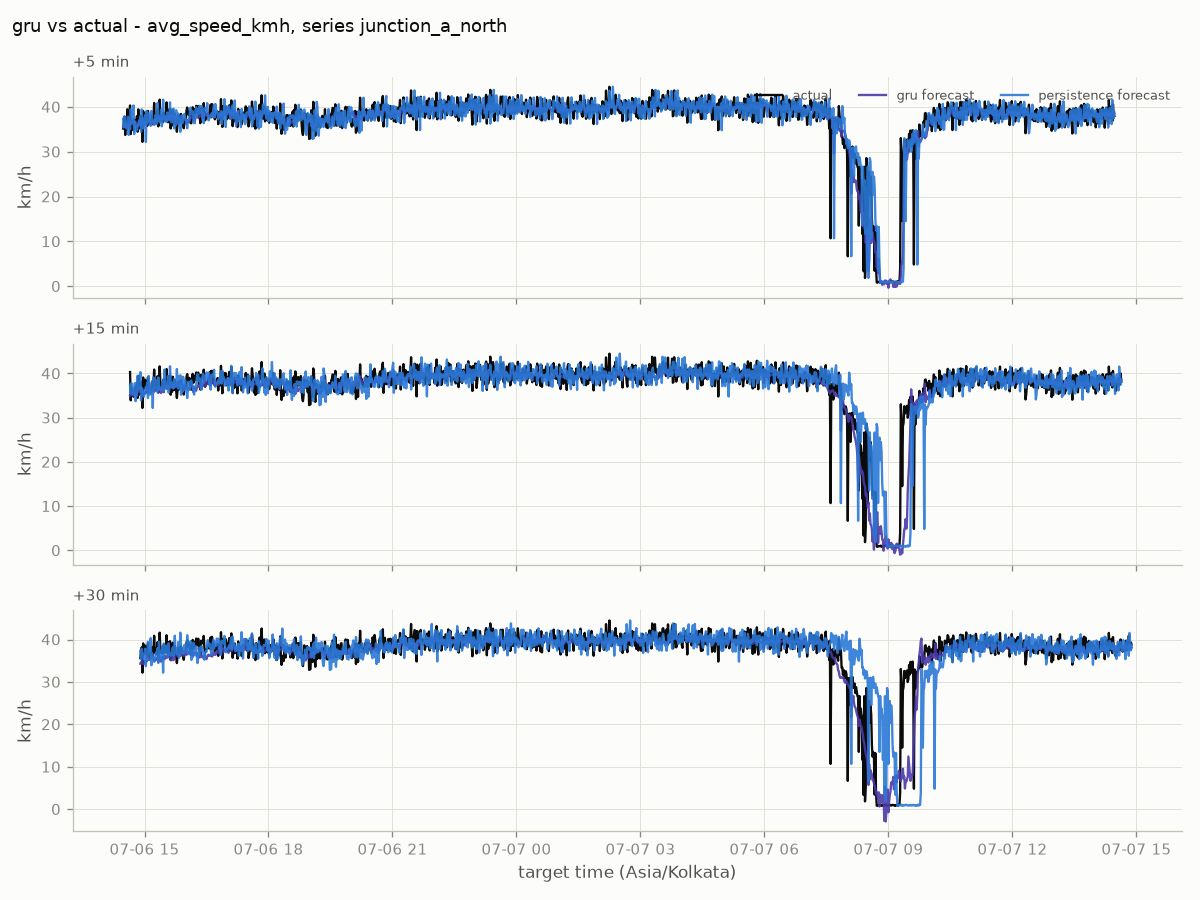 gru vs actual - avg_speed_kmh, series junction_a_north
+5 min
actual gru forecast persistence forecast
40
30
20
10
0
km/h
+15 min
40
30
20
10
0
km/h
+30 min
40
30
20
10
0
km/h
07-06 15 07-06 18 07-06 21 07-07 00 07-07 03 07-07 06 07-07 09 07-07 12 07-07 15
target time (Asia/Kolkata)